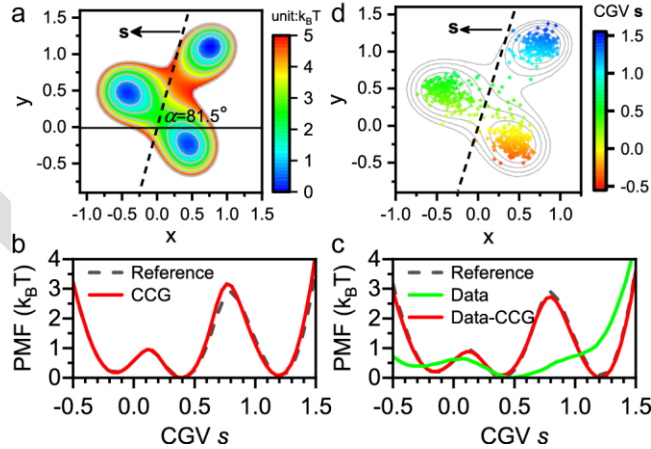 a
unit:kBT
s
1.5
1.0
0.5
0.0
-0.5
y
α=81.5°
-1.0 -0.5 0.0 0.5 1.0 1.5
x
5
4
3
2
1
0
d
CGV s
s
1.5
1.0
0.5
0.0
-0.5
y
-1.0 -0.5 0.0 0.5 1.0
x
1.5
1.0
0.5
0.0
-0.5
b
Reference
CCG
4
3
2
1
0
PMF (kBT)
-0.5 0.0 0.5 1.0 1.5
CGV s
c
Reference
Data
Data-CCG
4
3
2
1
0
PMF (kBT)
-0.5 0.0 0.5 1.0 1.5
CGV s